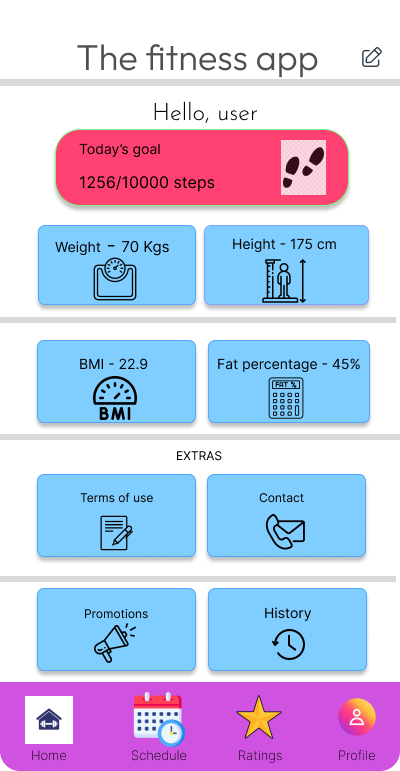 The fitness app
Hello, user
Today's goal
1256/10000 steps
Weight - 70 Kgs
Height - 175 cm
BMI - 22.9
Fat percentage - 45%
BMI
FAT %
EXTRAS
Terms of use
Contact
Promotions
History
Home
Schedule
Ratings
Profile